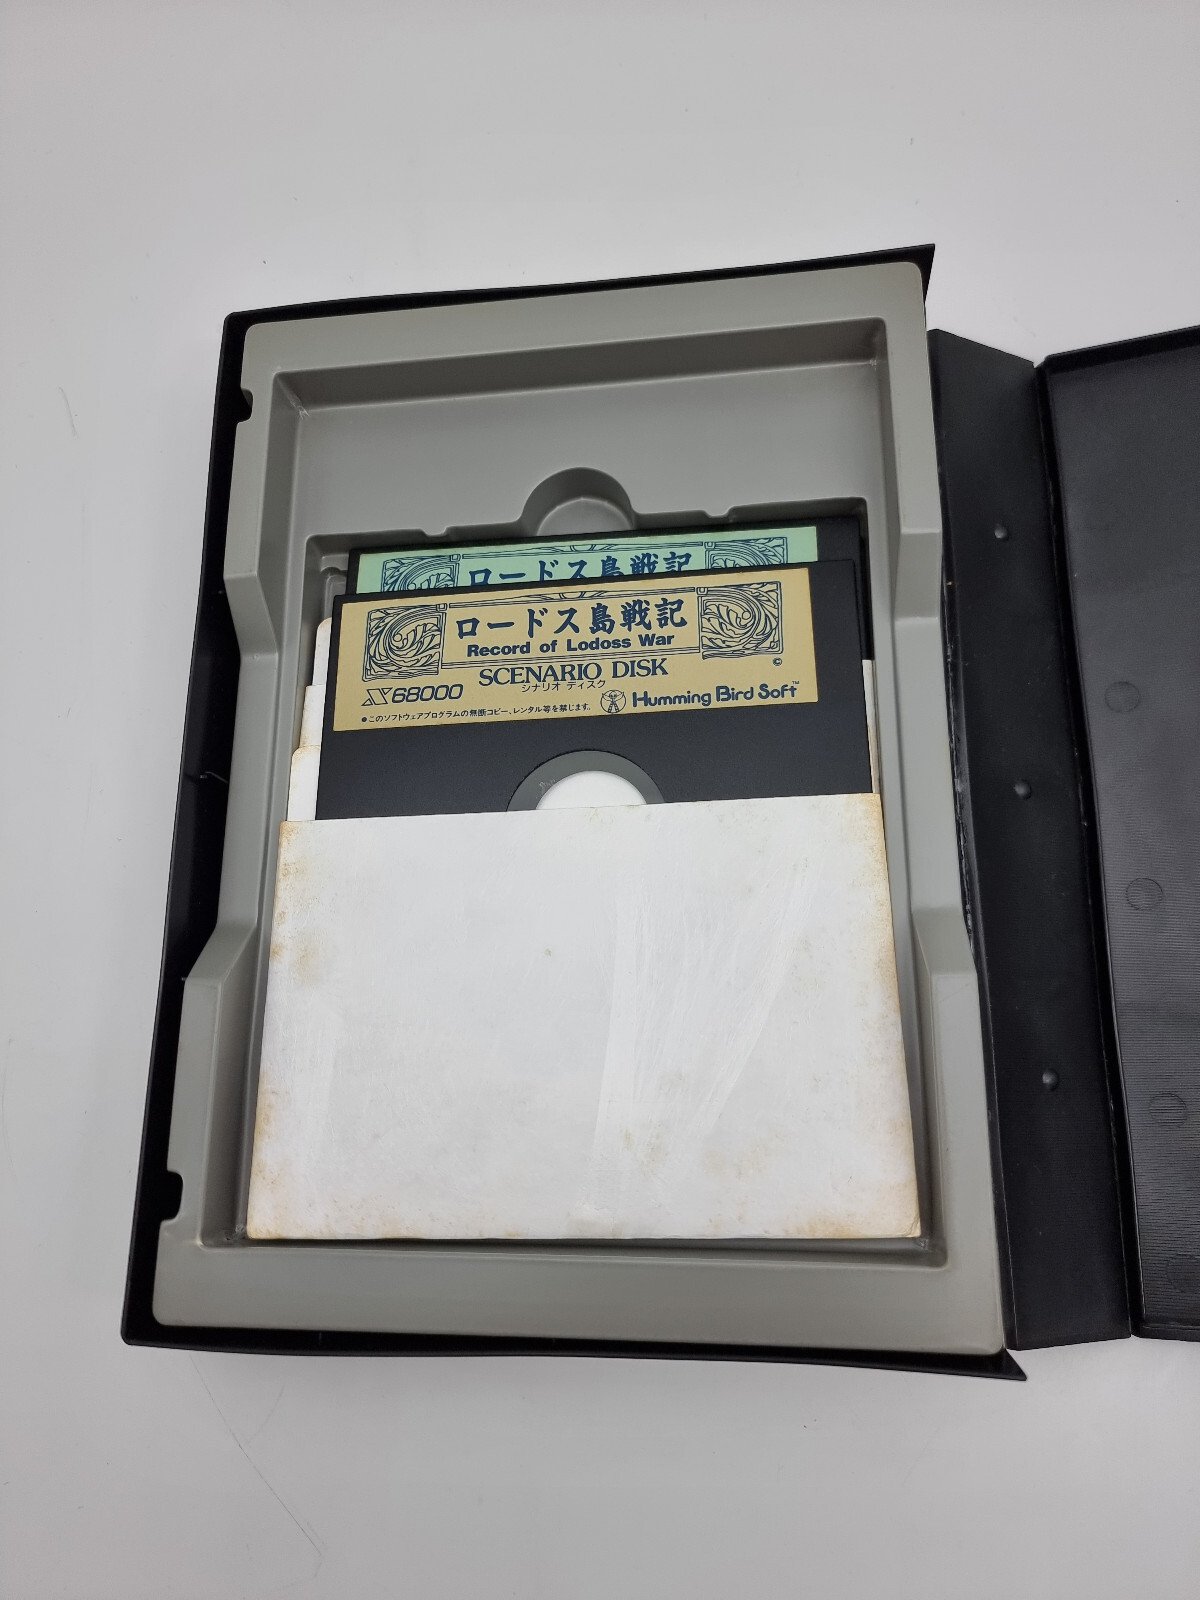 ロードス島戦記
ロードス島戦記
Record of Lodoss War
SCENARIO DISK
シナリオ ディスク
©
X68000
Humming Bird Soft™
●このソフトウェアプログラムの無断コピー、レンタル等を禁じます。